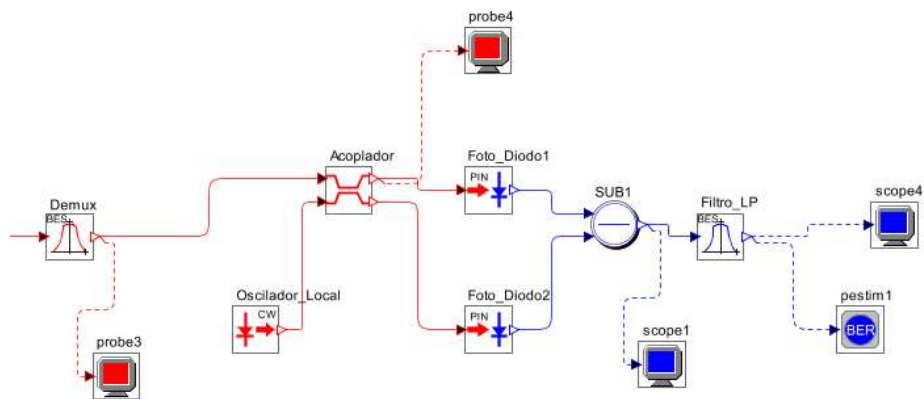 probe4
Acoplador
Foto_Diodo1
PIN
SUB1
Filtro_LP
BES
scope4
Demux
BES
Oscilador_Local
CW
Foto_Diodo2
PIN
scope1
pestim1
BER
probe3